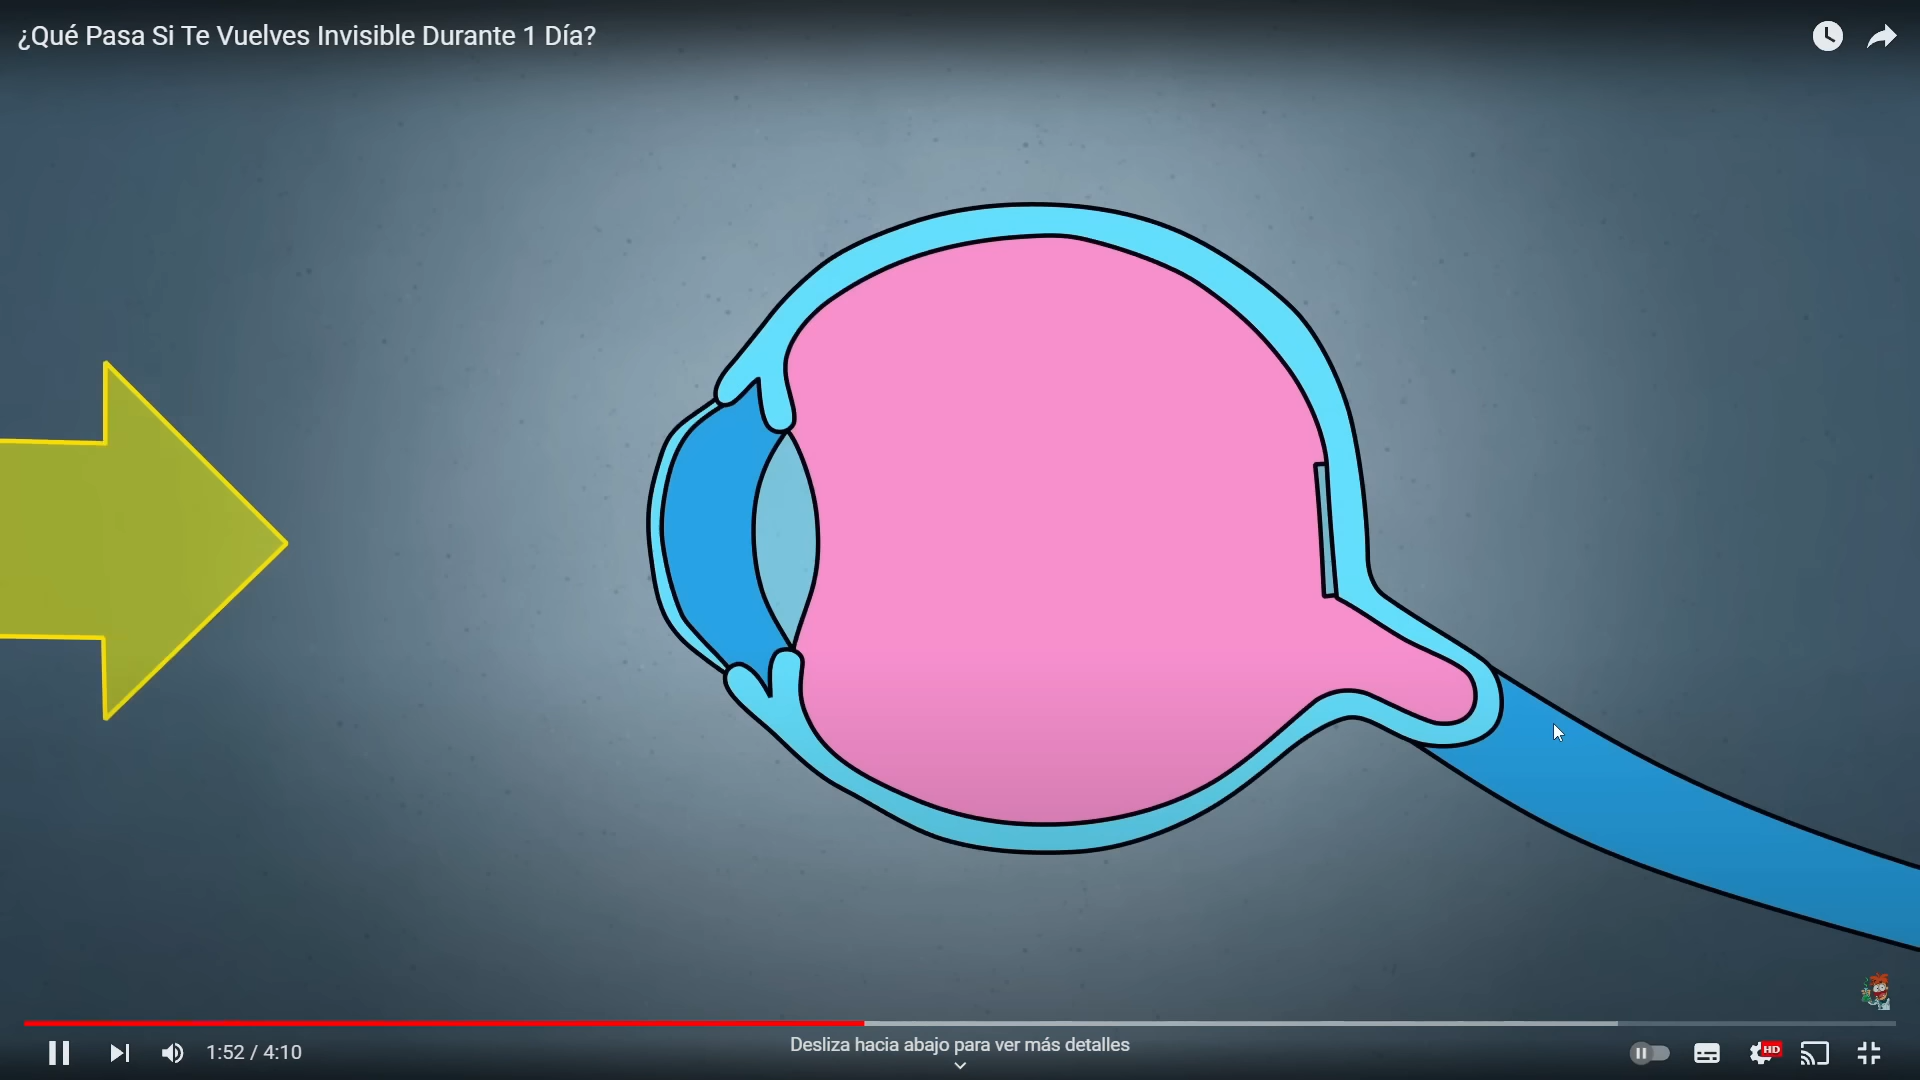 ¿Qué Pasa Si Te Vuelves Invisible Durante 1 Día?
1:52 / 4:10
Desliza hacia abajo para ver más detalles
HD